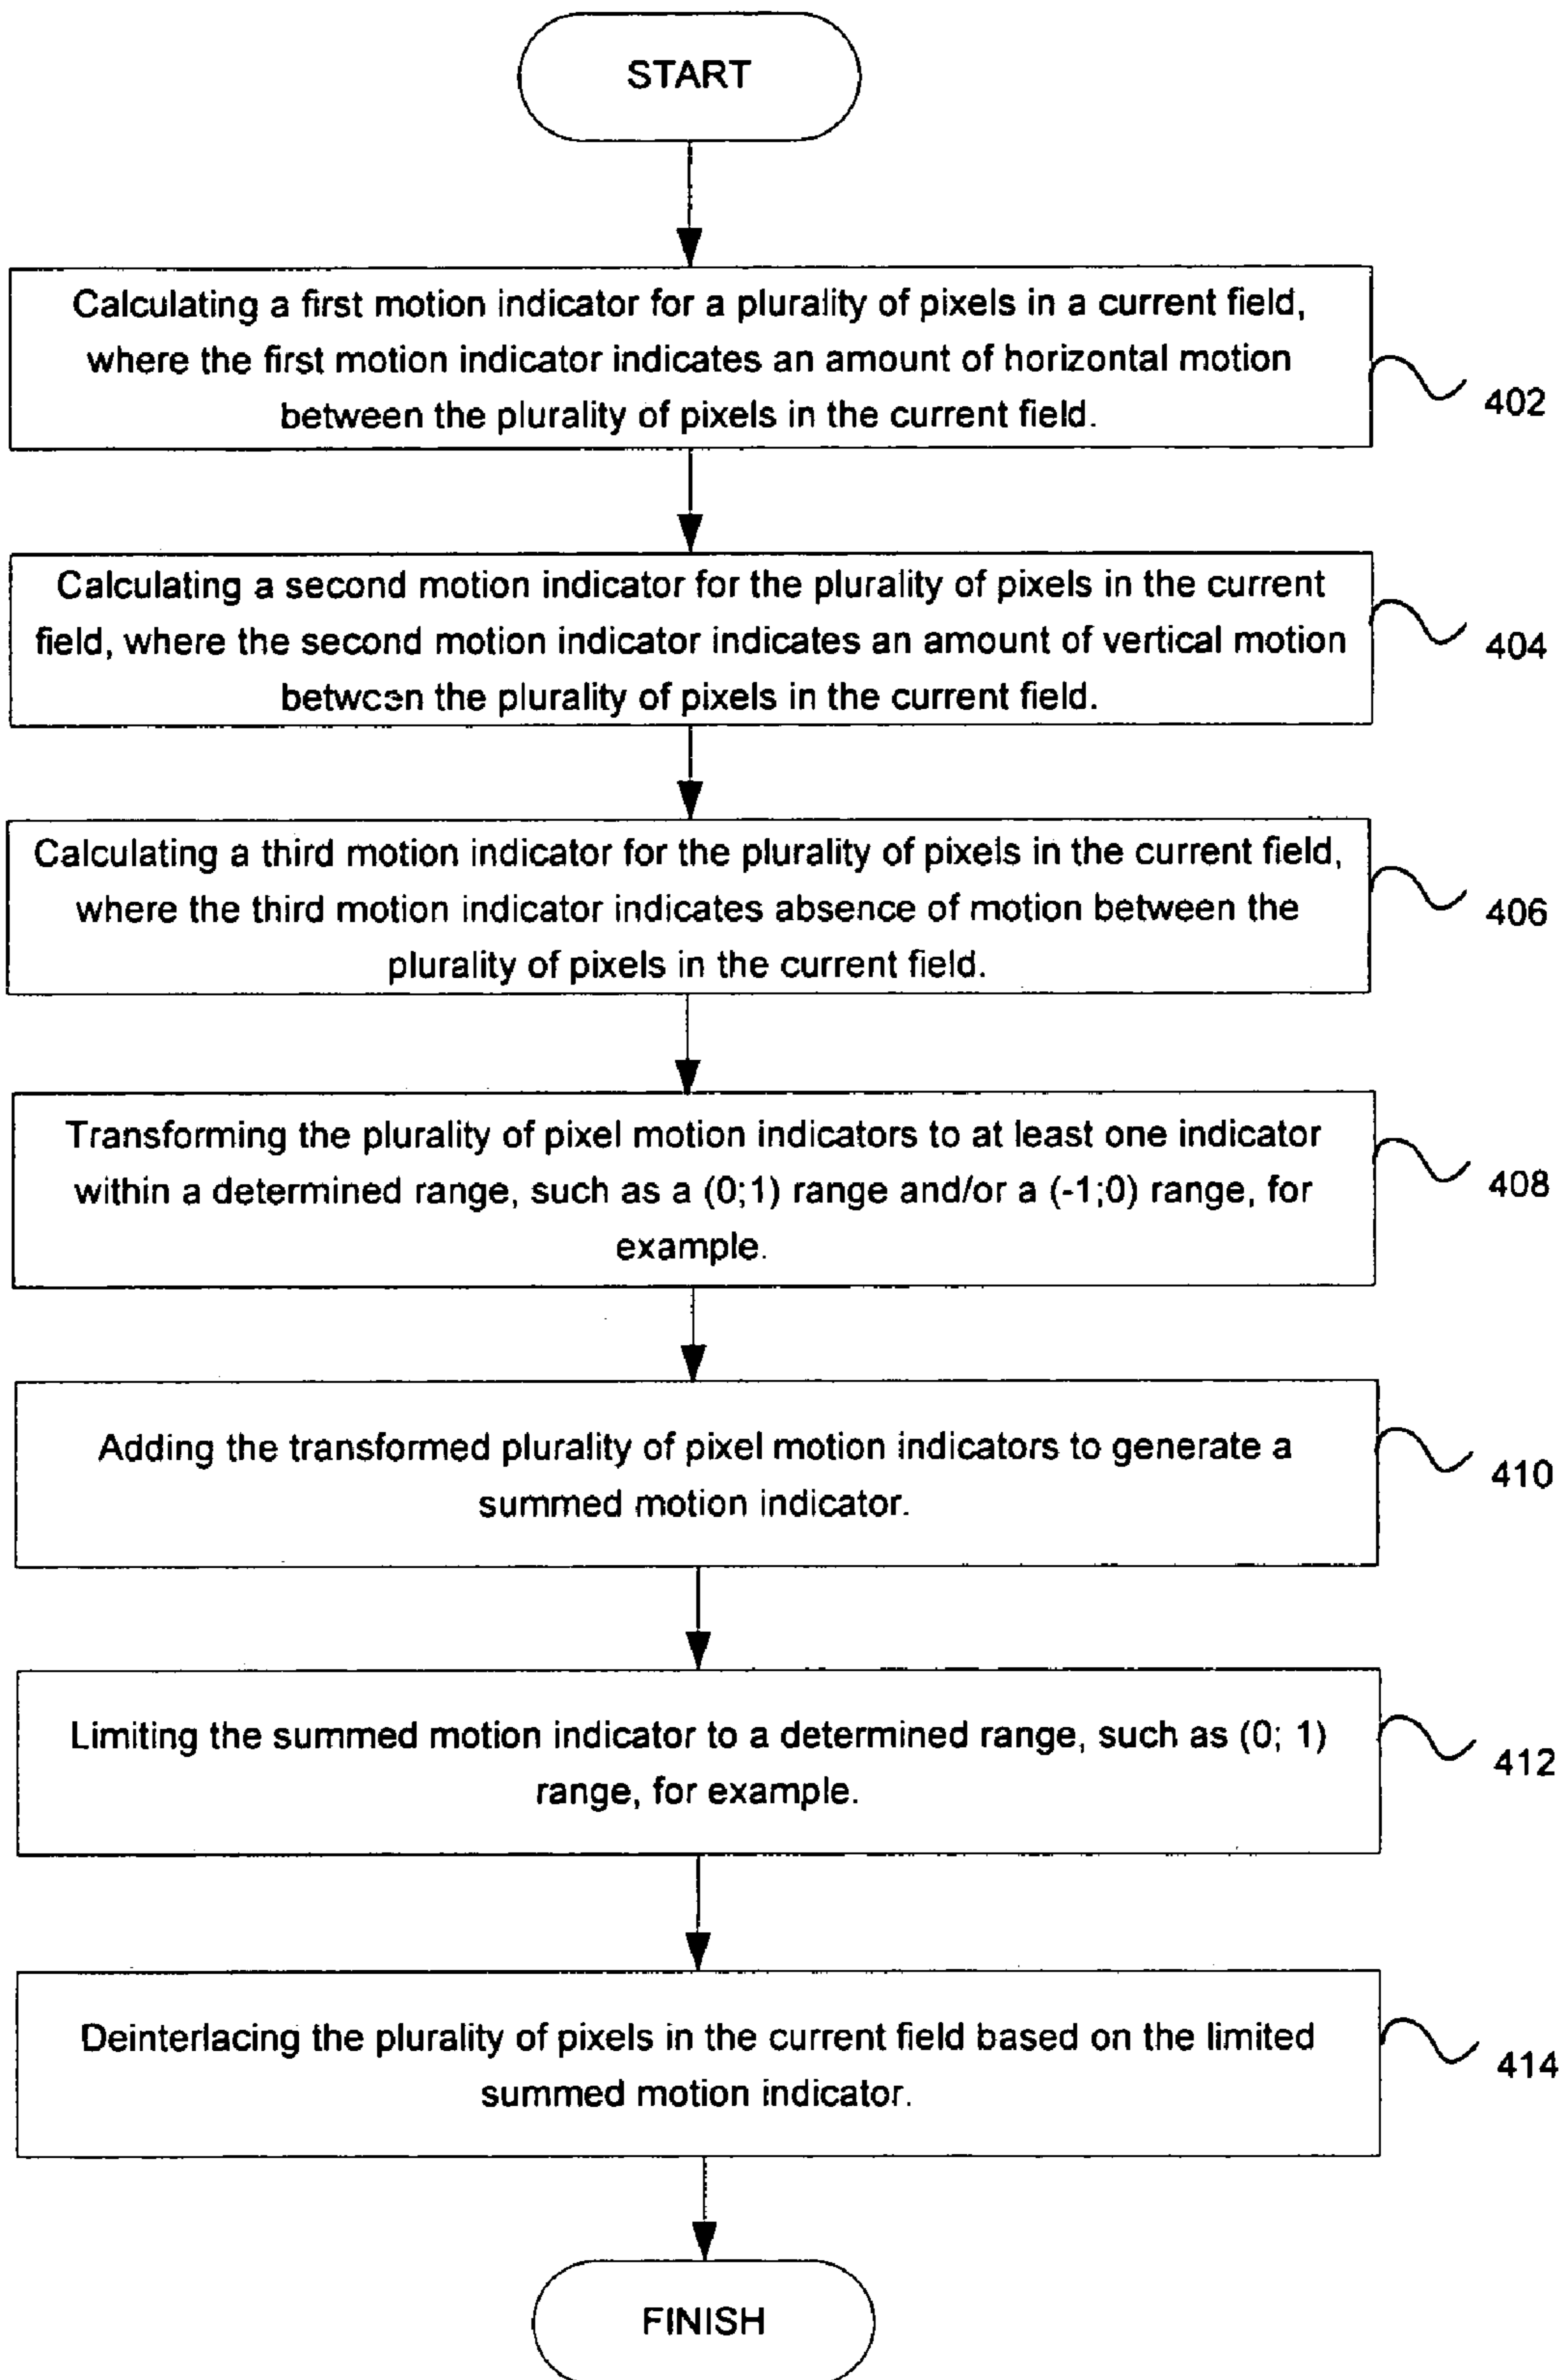 START
Calculating a first motion indicator for a plurality of pixels in a current field,
where the first motion indicator indicates an amount of horizontal motion
between the plurality of pixels in the current field.
402
Calculating a second motion indicator for the plurality of pixels in the current
field, where the second motion indicator indicates an amount of vertical motion
between the plurality of pixels in the current field.
404
Calculating a third motion indicator for the plurality of pixels in the current field,
where the third motion indicator indicates absence of motion between the
plurality of pixels in the current field.
406
Transforming the plurality of pixel motion indicators to at least one indicator
within a determined range, such as a (0;1) range and/or a (-1;0) range, for
example.
408
Adding the transformed plurality of pixel motion indicators to generate a
summed motion indicator.
410
Limiting the summed motion indicator to a determined range, such as (0; 1)
range, for example.
412
Deinterlacing the plurality of pixels in the current field based on the limited
summed motion indicator.
414
FINISH